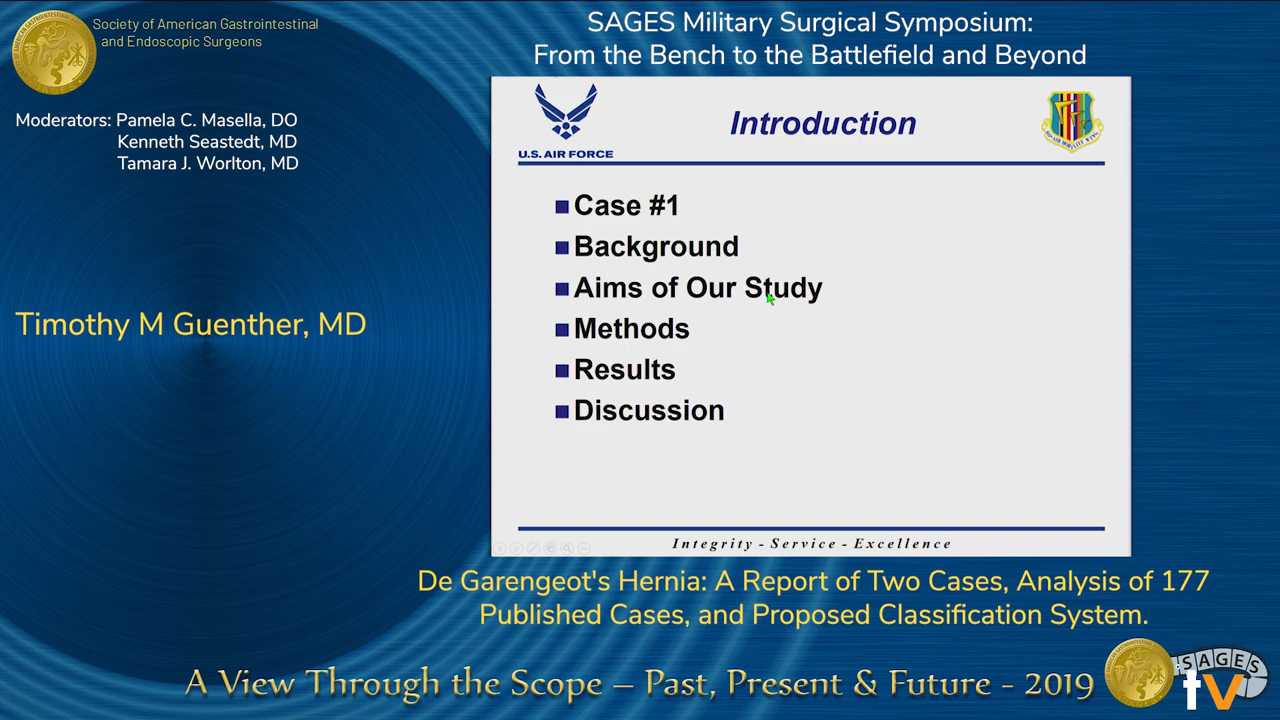 Society of American Gastrointestinal
and Endoscopic Surgeons
SAGES Military Surgical Symposium:
From the Bench to the Battlefield and Beyond
Moderators: Pamela C. Masella, DO
Kenneth Seastedt, MD
Tamara J. Worlton, MD
Timothy M Guenther, MD
U.S. AIR FORCE
Introduction
Case #1
Background
Aims of Our Study
Methods
Results
Discussion
Integrity - Service - Excellence
De Garengeot's Hernia: A Report of Two Cases, Analysis of 177
Published Cases, and Proposed Classification System.
A View Through the Scope – Past, Present & Future - 2019
SAGES
tv